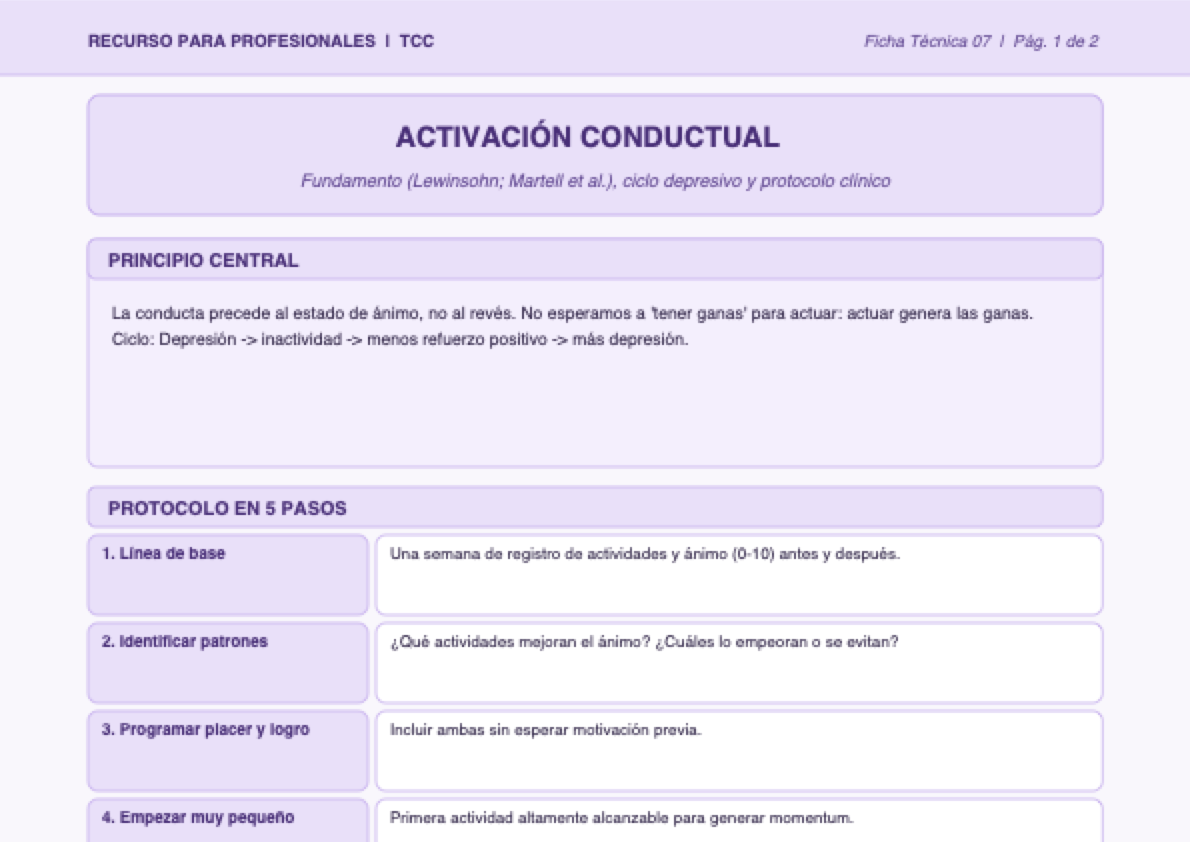 RECURSO PARA PROFESIONALES | TCC
Ficha Técnica 07 | Pág. 1 de 2
ACTIVACIÓN CONDUCTUAL
Fundamento (Lewinsohn; Martell et al.), ciclo depresivo y protocolo clínico
PRINCIPIO CENTRAL
La conducta precede al estado de ánimo, no al revés. No esperamos a 'tener ganas' para actuar: actuar genera las ganas.
Ciclo: Depresión -> inactividad -> menos refuerzo positivo -> más depresión.
PROTOCOLO EN 5 PASOS
1. Línea de base
Una semana de registro de actividades y ánimo (0-10) antes y después.
2. Identificar patrones
¿Qué actividades mejoran el ánimo? ¿Cuáles lo empeoran o se evitan?
3. Programar placer y logro
Incluir ambas sin esperar motivación previa.
4. Empezar muy pequeño
Primera actividad altamente alcanzable para generar momentum.